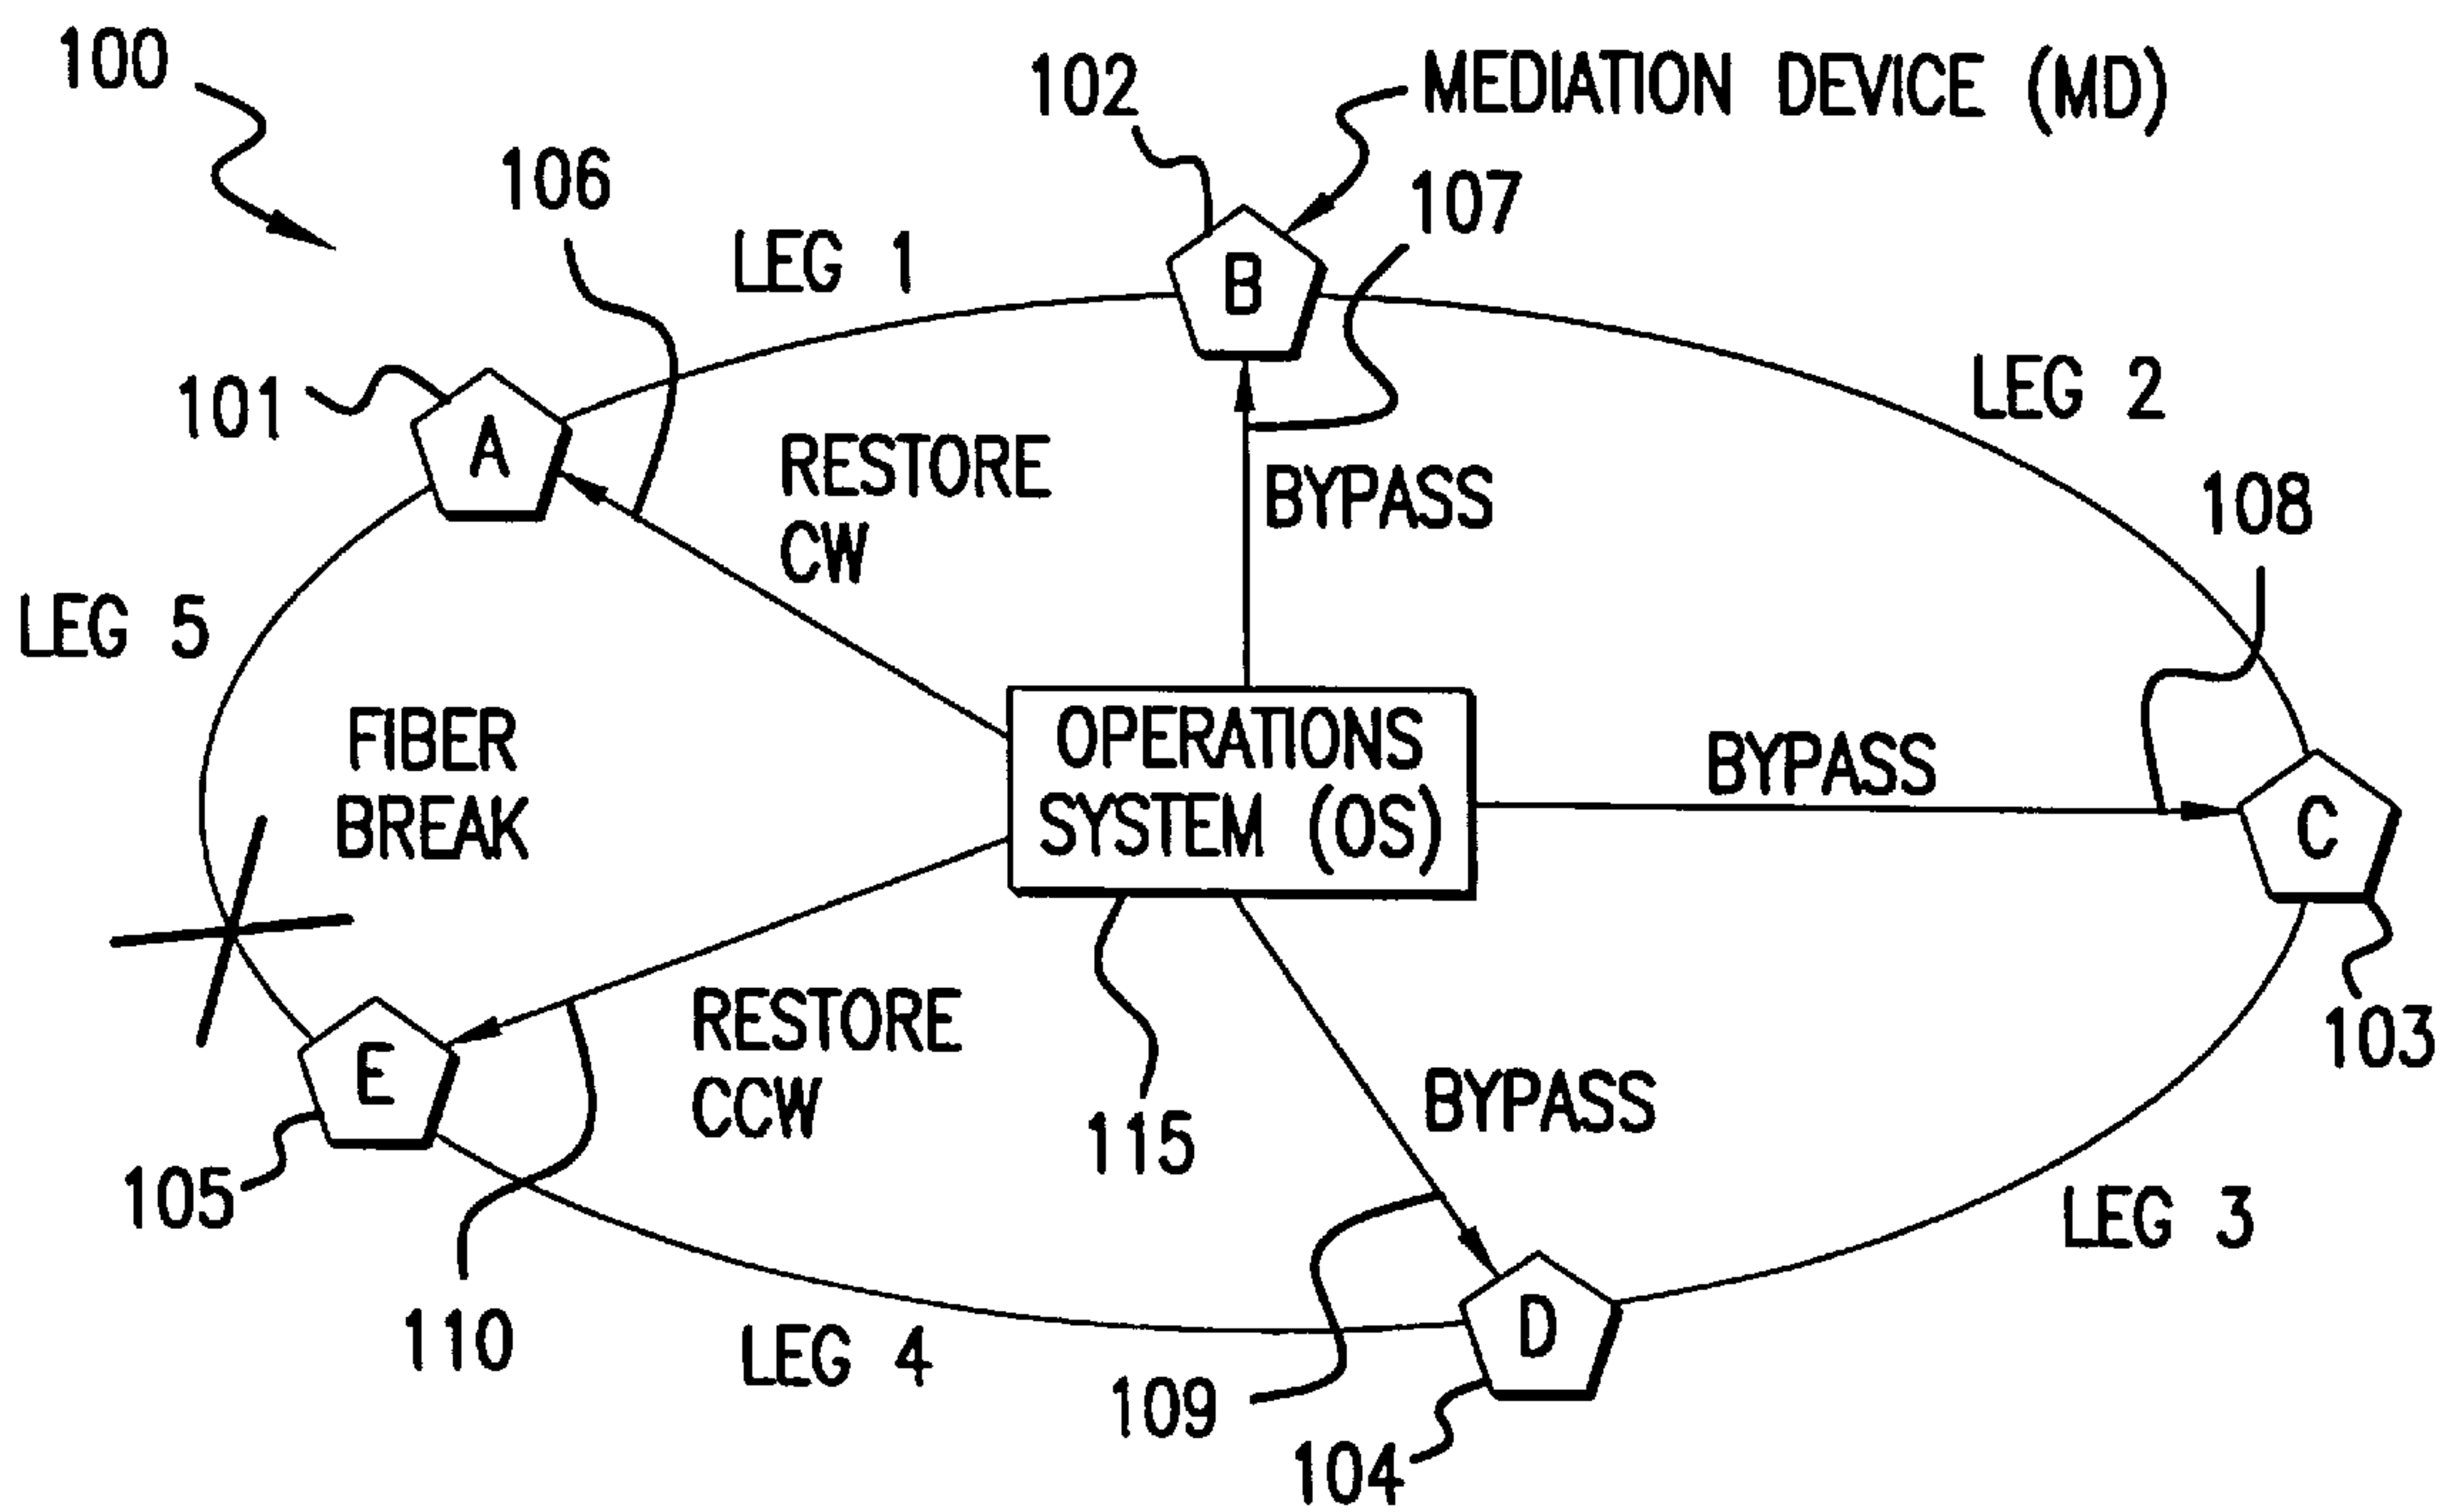 100
102
MEDIATION DEVICE (MD)
106
107
LEG 1
B
101
A
LEG 2
RESTORE
CW
BYPASS
108
LEG 5
FIBER
BREAK
OPERATIONS
SYSTEM (OS)
BYPASS
C
103
E
RESTORE
CCW
115
BYPASS
105
110
LEG 4
D
LEG 3
109
104